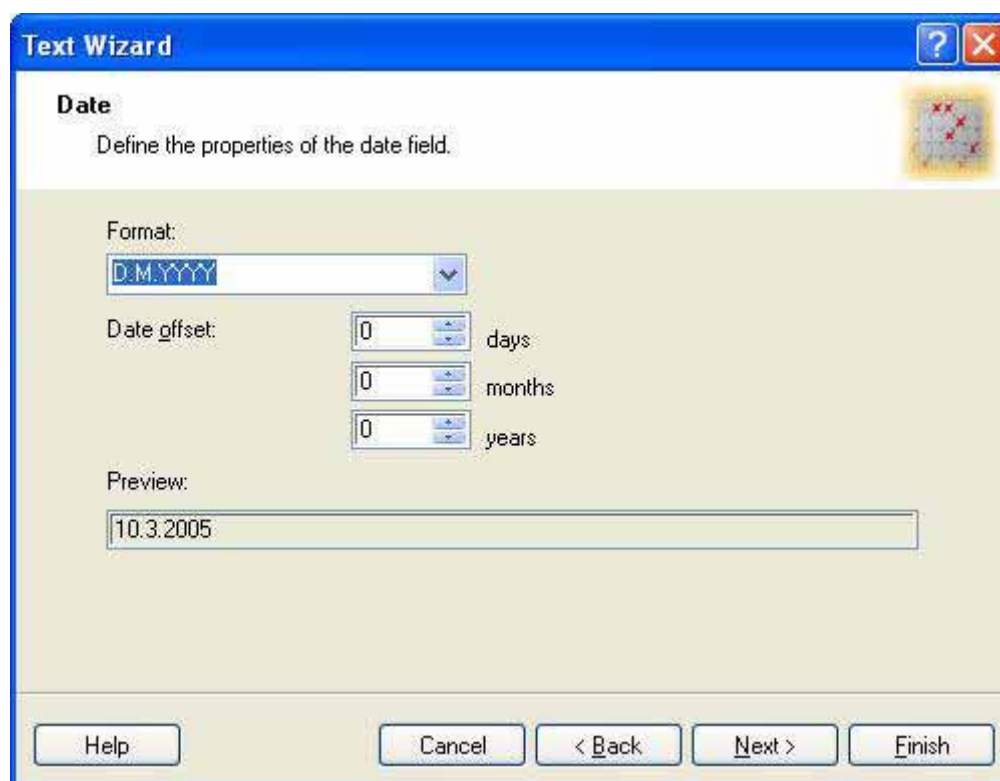 Text Wizard
Date
Define the properties of the date field.
Format:
D.M.YYYY
Date offset:
0 days
0 months
0 years
Preview:
10.3.2005
Help Cancel < Back Next > Finish